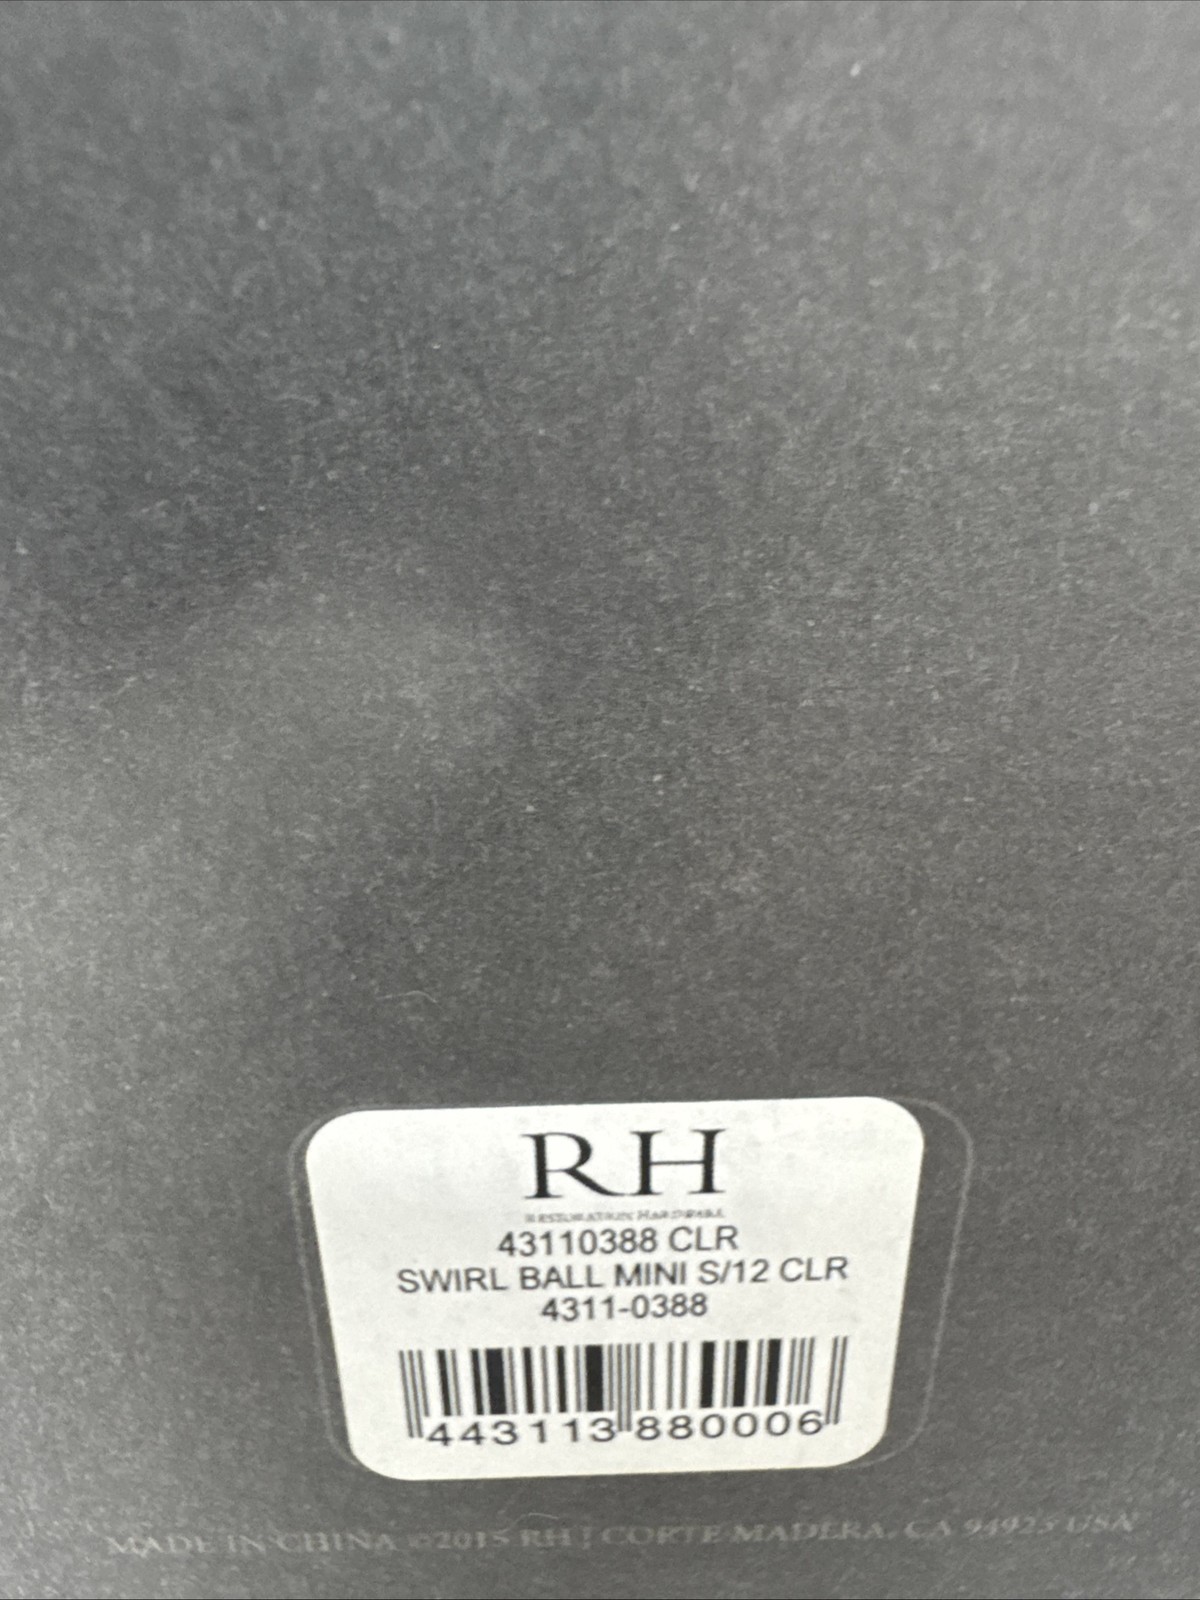 RH
RESTORATION HARDWARE
43110388 CLR
SWIRL BALL MINI S/12 CLR
4311-0388
443113 880006
MADE IN CHINA ©2015 RH | CORTE MADERA, CA 94925 USA